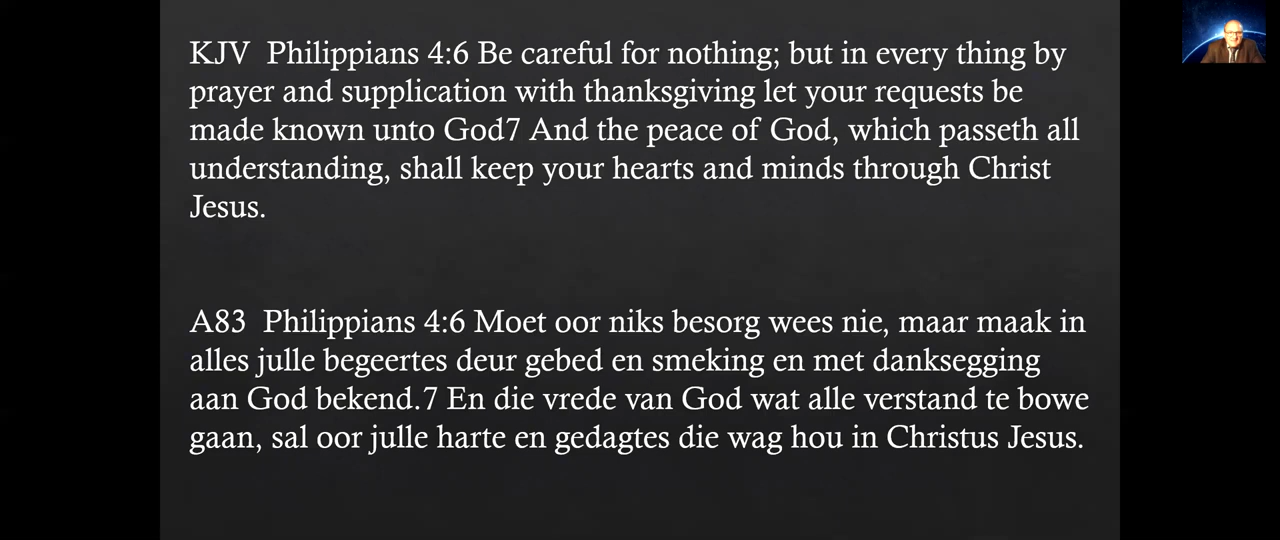 KJV  Philippians 4:6 Be careful for nothing; but in every thing by
prayer and supplication with thanksgiving let your requests be
made known unto God7 And the peace of God, which passeth all
understanding, shall keep your hearts and minds through Christ
Jesus.
A83  Philippians 4:6 Moet oor niks besorg wees nie, maar maak in
alles julle begeertes deur gebed en smeking en met danksegging
aan God bekend.7 En die vrede van God wat alle verstand te bowe
gaan, sal oor julle harte en gedagtes die wag hou in Christus Jesus.